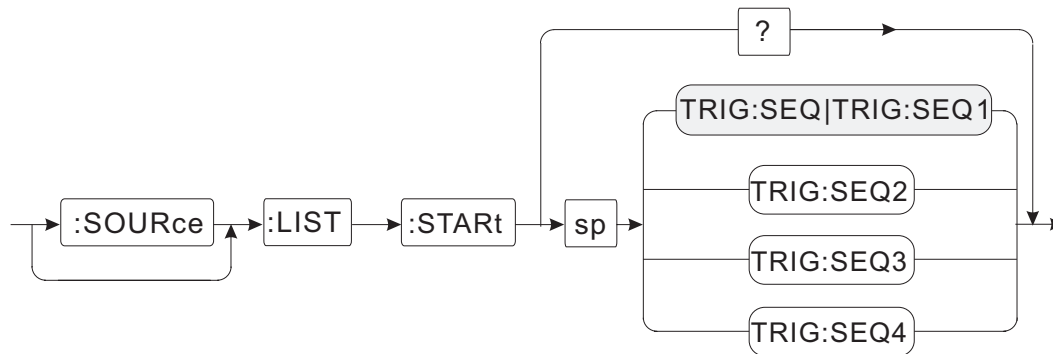 ?
TRIG:SEQ|TRIG:SEQ1
TRIG:SEQ2
:SOURce :LIST :STARt sp
TRIG:SEQ3
TRIG:SEQ4